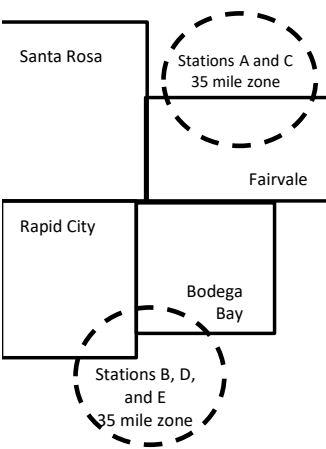 Santa Rosa
Stations A and C
35 mile zone
Fairvale
Rapid City
Bodega
Bay
Stations B, D,
and E
35 mile zone